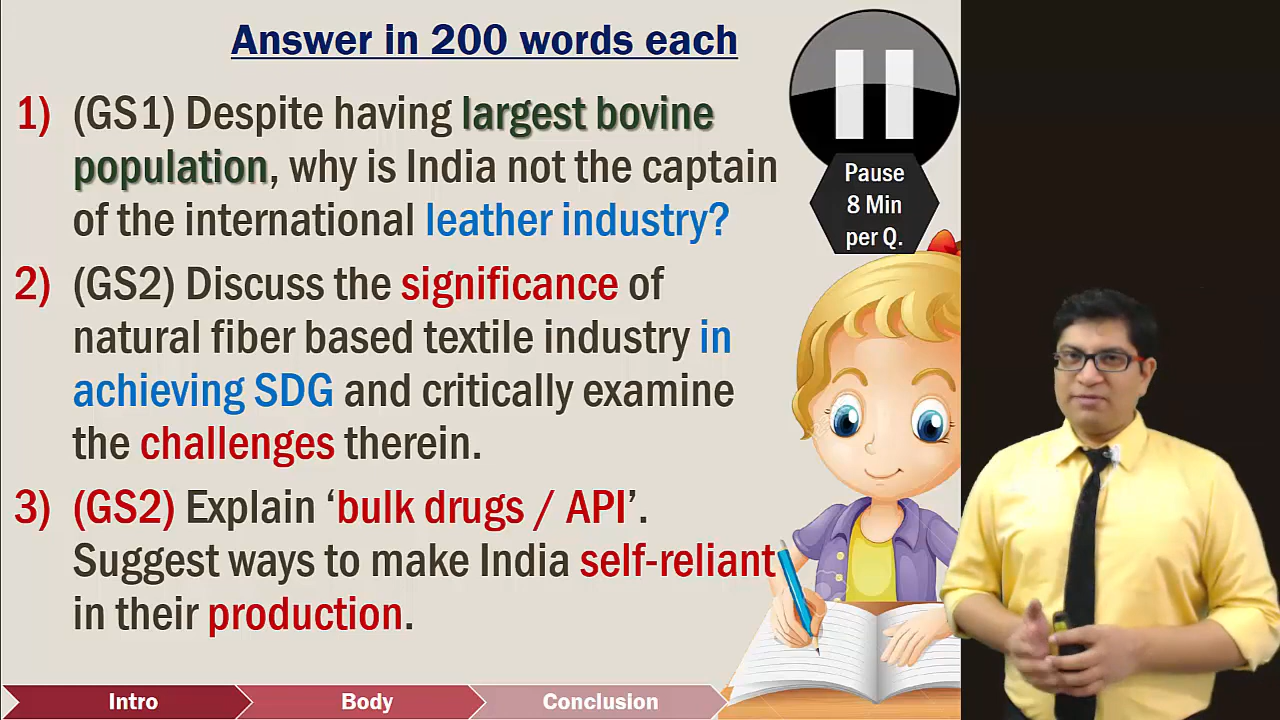 Answer in 200 words each
1) (GS1) Despite having largest bovine
population, why is India not the captain
of the international leather industry?
2) (GS2) Discuss the significance of
natural fiber based textile industry in
achieving SDG and critically examine
the challenges therein.
3) (GS2) Explain ‘bulk drugs / API’.
Suggest ways to make India self-reliant
in their production.
Pause
8 Min
per Q.
Intro
Body
Conclusion